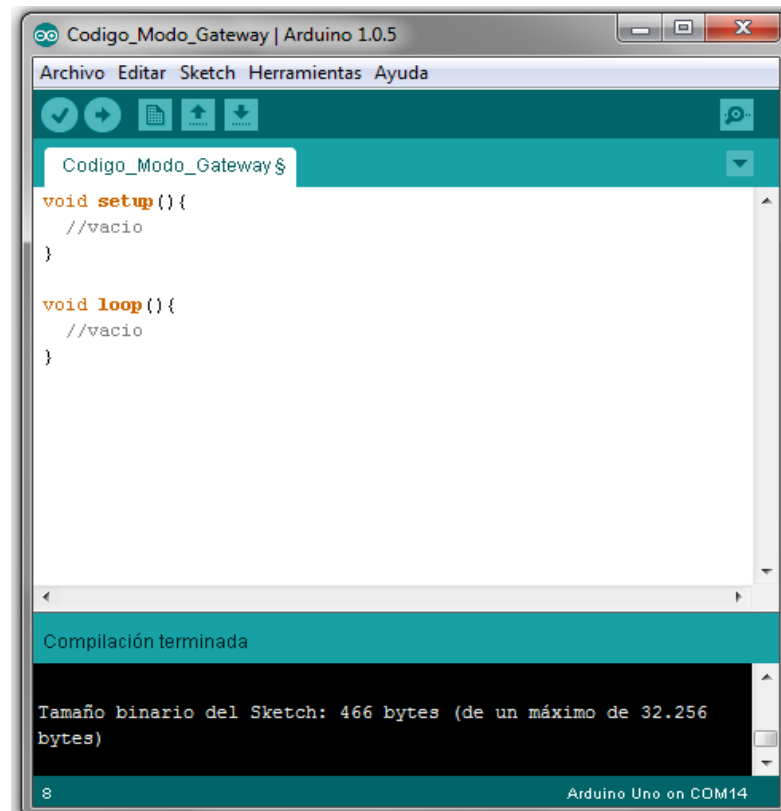 Codigo_Modo_Gateway | Arduino 1.0.5
Archivo Editar Sketch Herramientas Ayuda
Codigo_Modo_Gateway §
void setup(){
  //vacio
}
void loop(){
  //vacio
}
Compilación terminada
Tamaño binario del Sketch: 466 bytes (de un máximo de 32.256
bytes)
8 Arduino Uno on COM14